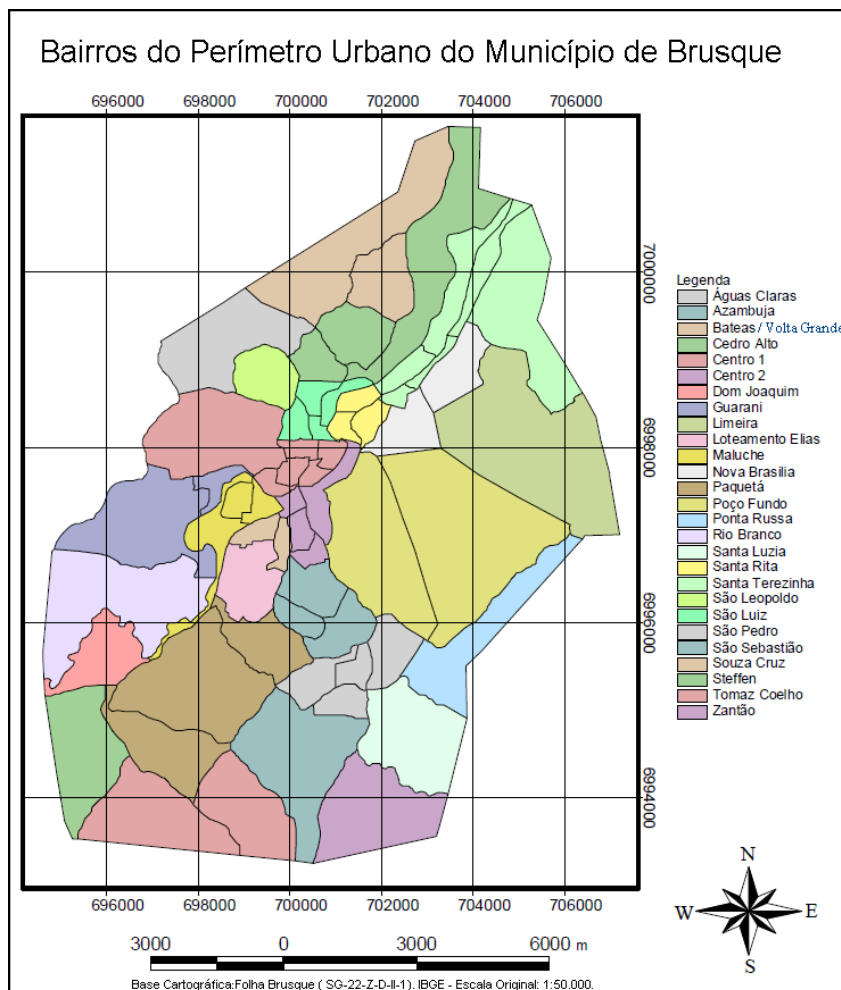 Bairros do Perímetro Urbano do Município de Brusque
696000 698000 700000 702000 704000 706000
7000000
6998000
6996000
6994000
Legenda
Águas Claras
Azambuja
Bateas / Volta Grande
Cedro Alto
Centro 1
Centro 2
Dom Joaquim
Guarani
Limeira
Loteamento Elias
Maluche
Nova Brasilia
Paquetá
Poço Fundo
Ponta Russa
Rio Branco
Santa Luzia
Santa Rita
Santa Terezinha
São Leopoldo
São Luiz
São Pedro
São Sebastião
Souza Cruz
Steffen
Tomaz Coelho
Zantão
696000 698000 700000 702000 704000 706000
N
W E
S
3000 0 3000 6000 m
Base Cartográfica:Folha Brusque ( SG-22-Z-D-II-1). IBGE - Escala Original: 1:50.000.